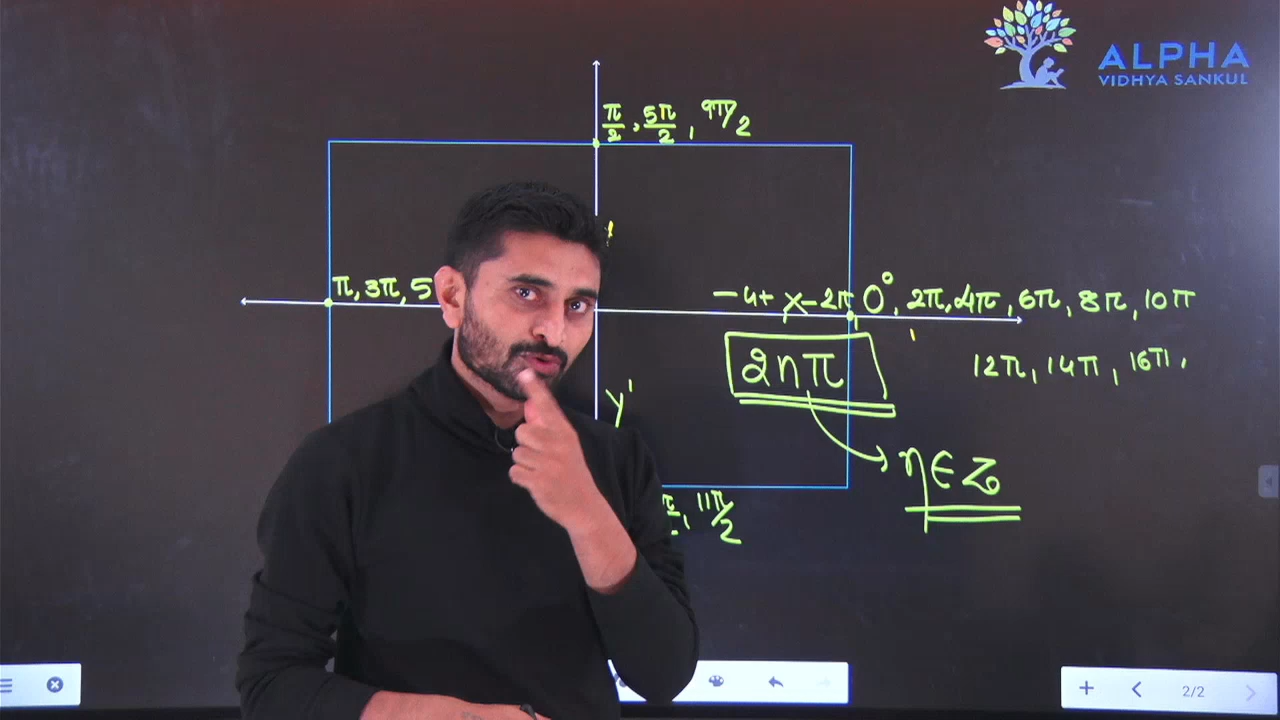 ALPHA
VIDHYA SANKUL
π/2, 5π/2, 9π/2
π, 3π, 5
-4π x -2π 0°, 2π, 4π, 6π, 8π, 10π
2nπ
12π, 14π, 16π,
y'
n∈Z
11π/2
2/2